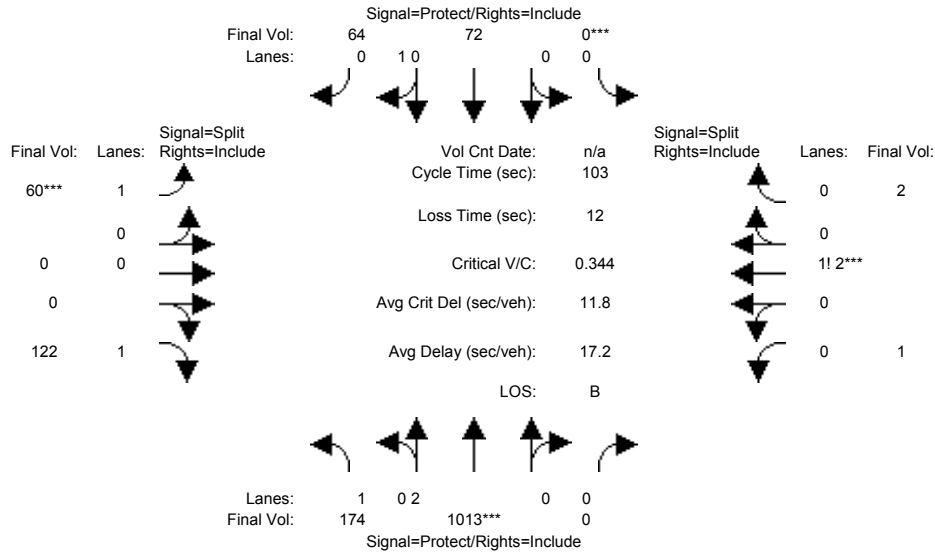 Signal=Protect/Rights=Include
Final Vol: 64 72 0***
Lanes: 0 1 0 0 0
Signal=Split
Final Vol: Lanes: Rights=Include
Vol Cnt Date: n/a
Signal=Split
Rights=Include Lanes: Final Vol:
Cycle Time (sec): 103
60*** 1
0 2
Loss Time (sec): 12
0
0
0 0
Critical V/C: 0.344
1! 2***
0
Avg Crit Del (sec/veh): 11.8
0
122 1
Avg Delay (sec/veh): 17.2
0 1
LOS: B
Lanes: 1 0 2 0 0
Final Vol: 174 1013*** 0
Signal=Protect/Rights=Include